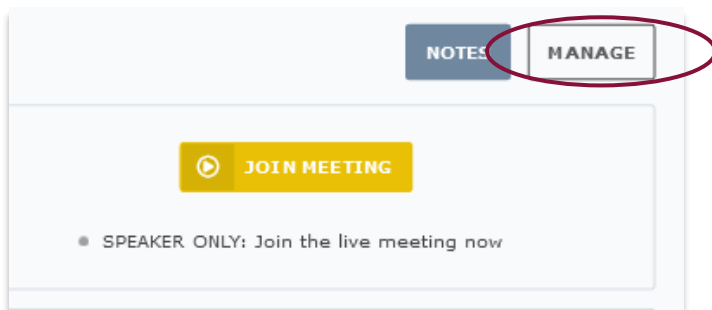 NOTES MANAGE
JOIN MEETING
SPEAKER ONLY: Join the live meeting now